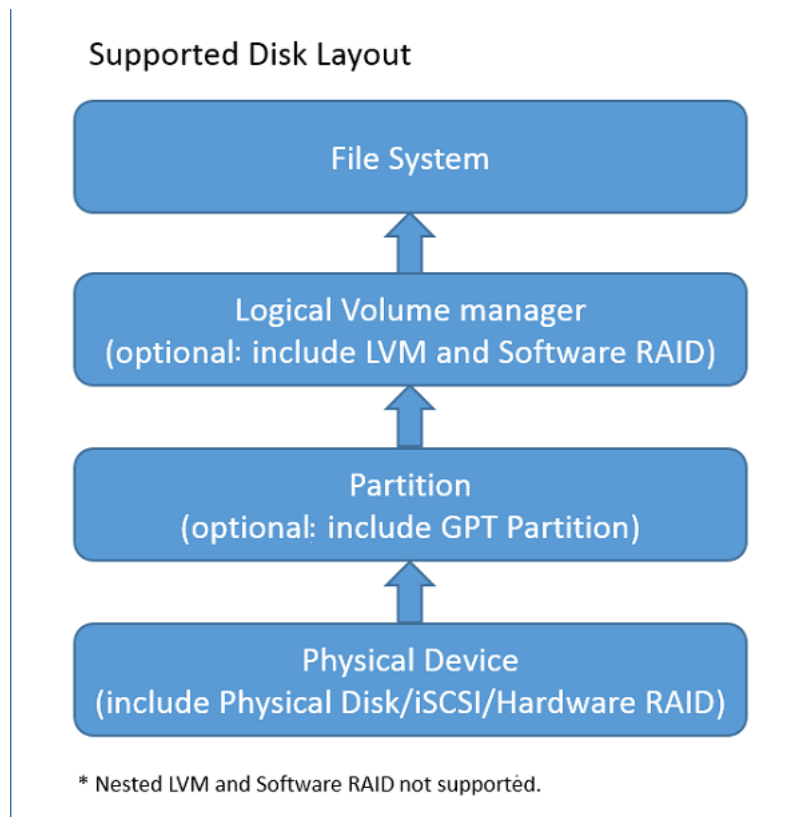 Supported Disk Layout
File System
Logical Volume manager
(optional: include LVM and Software RAID)
Partition
(optional: include GPT Partition)
Physical Device
(include Physical Disk/iSCSI/Hardware RAID)
* Nested LVM and Software RAID not supported.